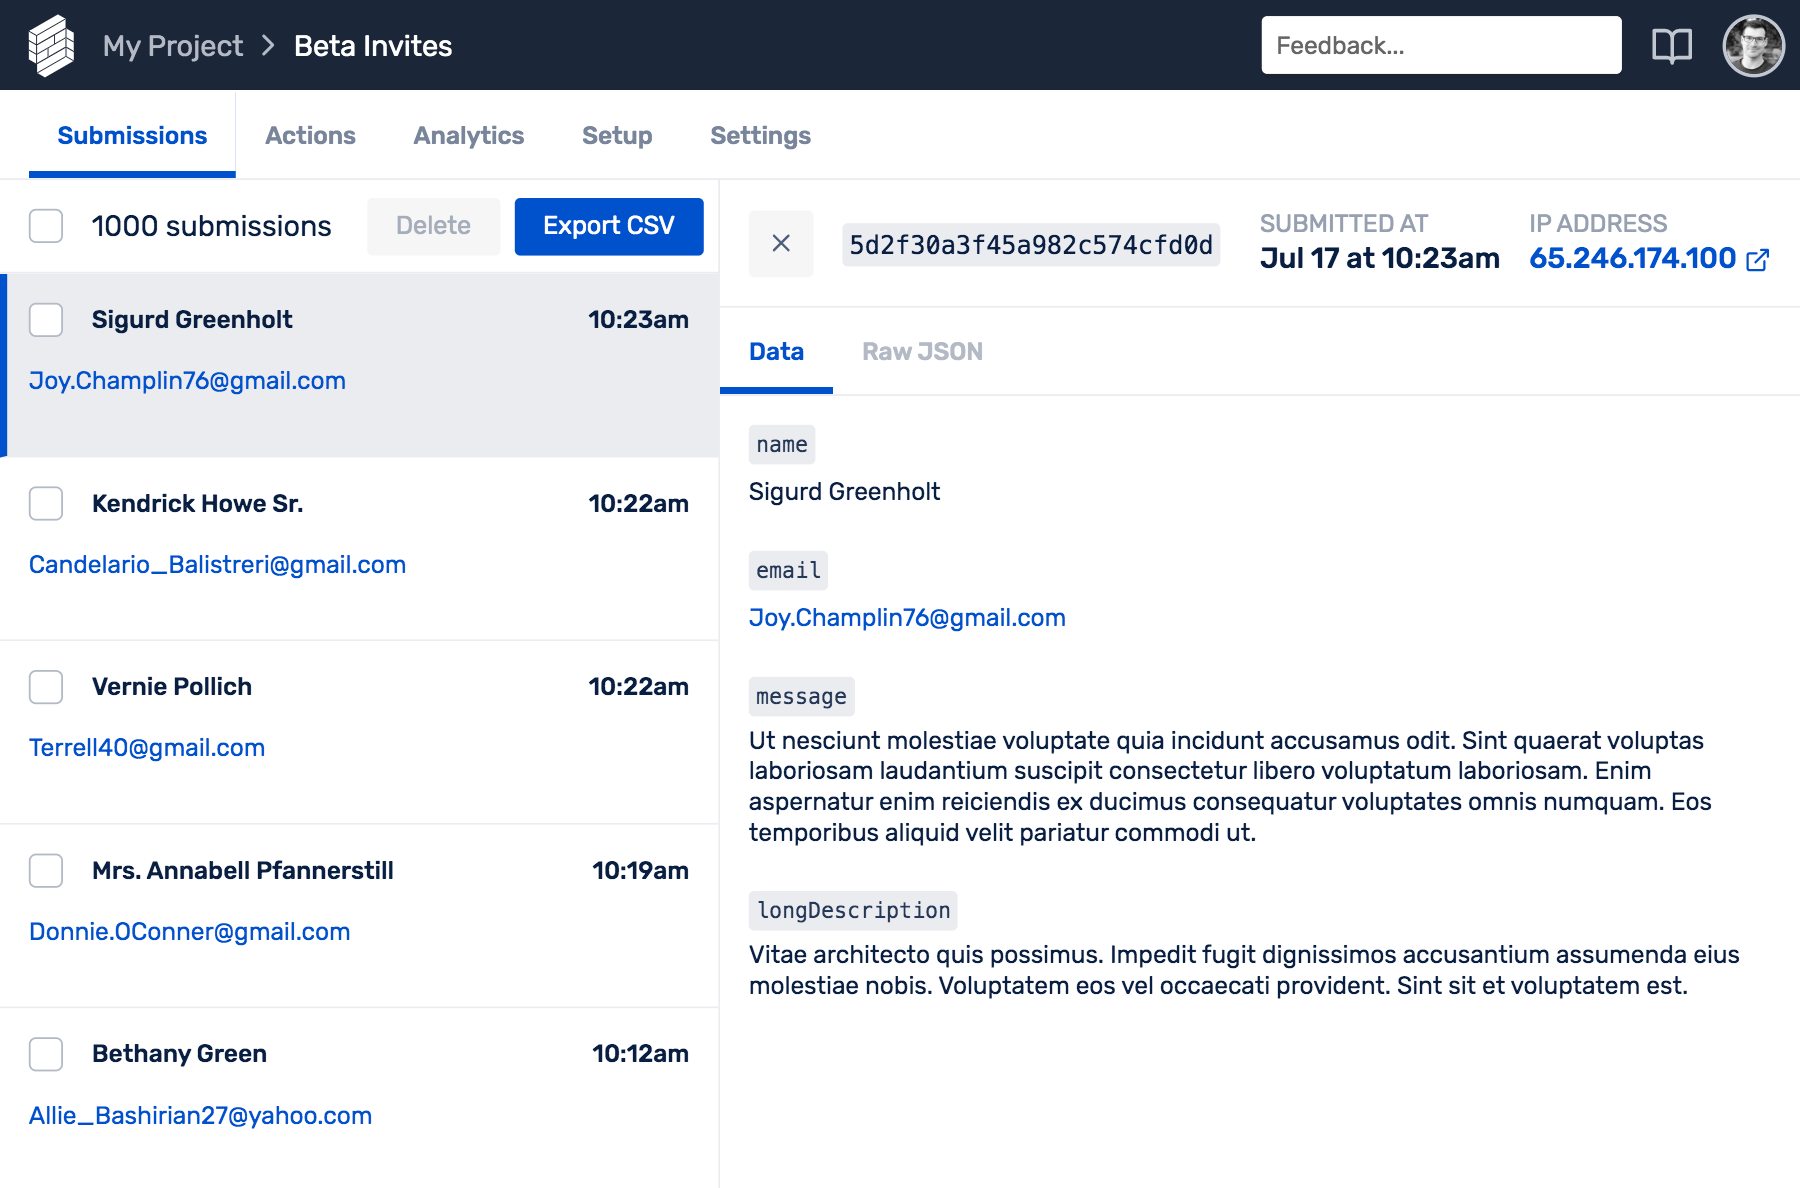 My Project > Beta Invites
Feedback...
Submissions Actions Analytics Setup Settings
1000 submissions Delete Export CSV
Sigurd Greenholt 10:23am
Joy.Champlin76@gmail.com
Kendrick Howe Sr. 10:22am
Candelario_Balistreri@gmail.com
Vernie Pollich 10:22am
Terrell40@gmail.com
Mrs. Annabell Pfannerstill 10:19am
Donnie.OConner@gmail.com
Bethany Green 10:12am
Allie_Bashirian27@yahoo.com
5d2f30a3f45a982c574cfd0d
SUBMITTED AT
Jul 17 at 10:23am
IP ADDRESS
65.246.174.100
Data Raw JSON
name
Sigurd Greenholt
email
Joy.Champlin76@gmail.com
message
Ut nesciunt molestiae voluptate quia incidunt accusamus odit. Sint quaerat voluptas
laboriosam laudantium suscipit consectetur libero voluptatum laboriosam. Enim
aspernatur enim reiciendis ex ducimus consequatur voluptates omnis numquam. Eos
temporibus aliquid velit pariatur commodi ut.
longDescription
Vitae architecto quis possimus. Impedit fugit dignissimos accusantium assumenda eius
molestiae nobis. Voluptatem eos vel occaecati provident. Sint sit et voluptatem est.